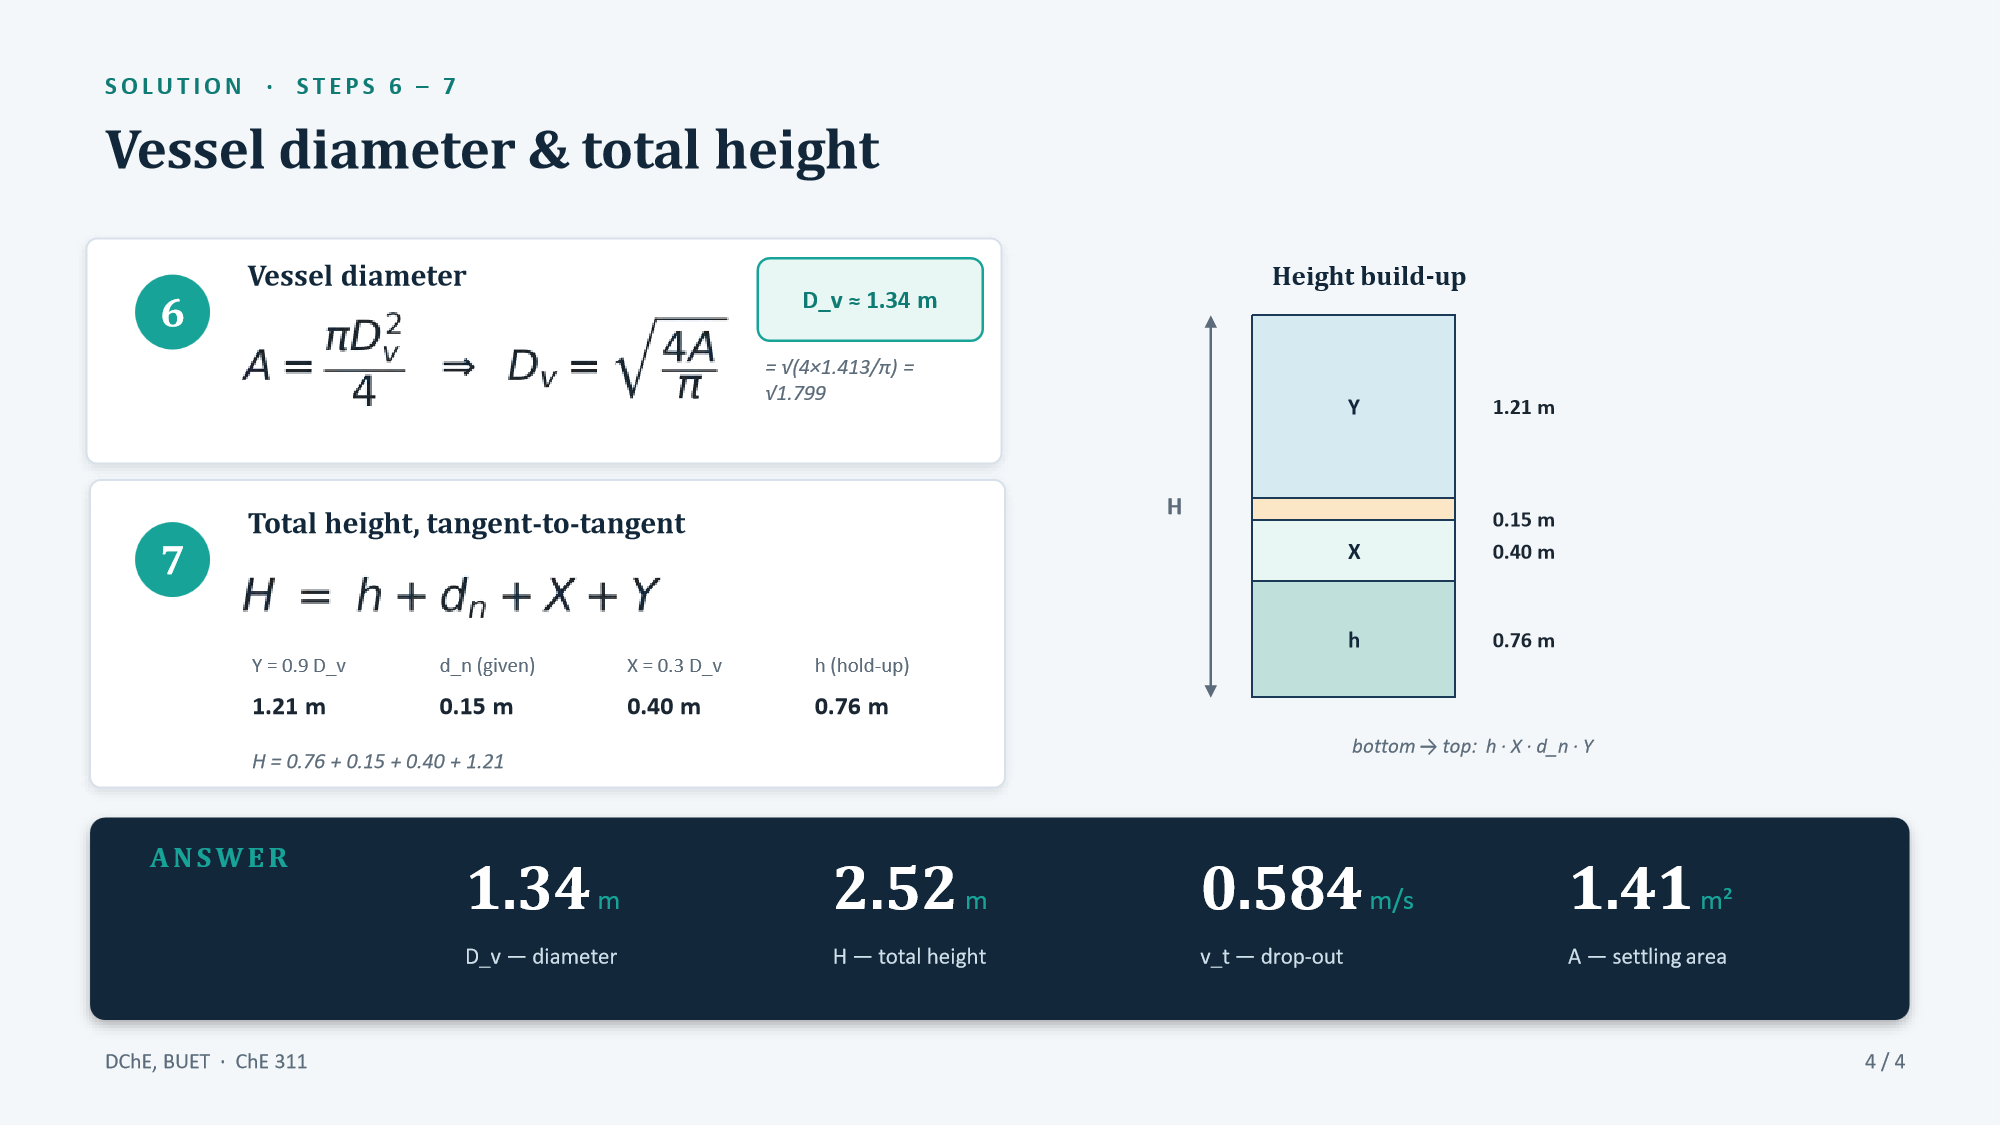 SOLUTION · STEPS 6 – 7
Vessel diameter & total height
6
Vessel diameter
A = πD_v^2/4 ⇒ D_v = √(4A/π)
D_v ≈ 1.34 m
= √(4×1.413/π) =
√1.799
7
Total height, tangent-to-tangent
H = h + d_n + X + Y
Y = 0.9 D_v d_n (given) X = 0.3 D_v h (hold-up)
1.21 m 0.15 m 0.40 m 0.76 m
H = 0.76 + 0.15 + 0.40 + 1.21
Height build-up
Y 1.21 m
H
0.15 m
X 0.40 m
h 0.76 m
bottom → top: h · X · d_n · Y
ANSWER
1.34 m 2.52 m 0.584 m/s 1.41 m²
D_v — diameter H — total height v_t — drop-out A — settling area
DChE, BUET · ChE 311
4 / 4